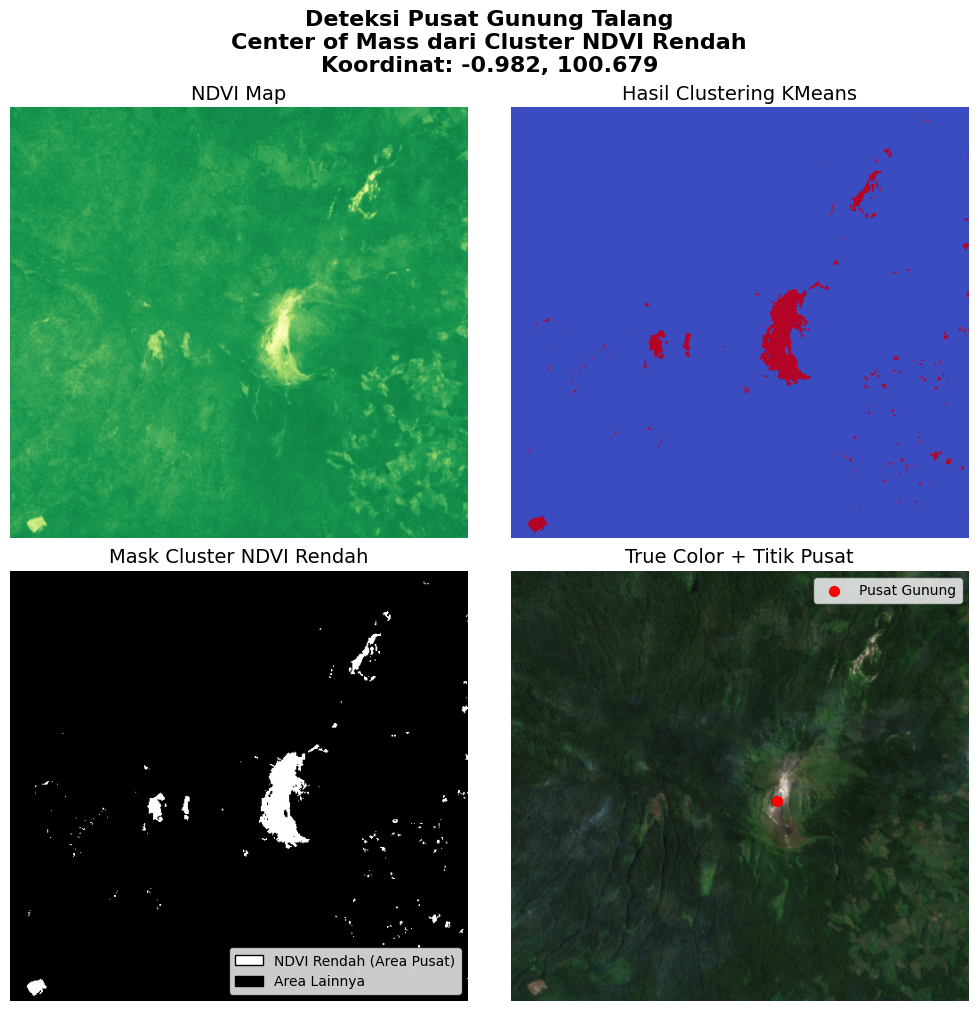 Deteksi Pusat Gunung Talang
Center of Mass dari Cluster NDVI Rendah
Koordinat: -0.982, 100.679
NDVI Map
Hasil Clustering KMeans
Mask Cluster NDVI Rendah
True Color + Titik Pusat
Pusat Gunung
NDVI Rendah (Area Pusat)
Area Lainnya